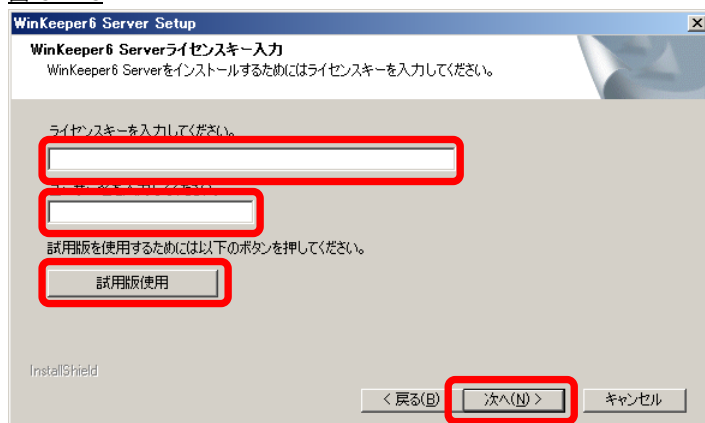 WinKeeper6 Server Setup
WinKeeper6 Serverライセンスキー入力
WinKeeper6 Serverをインストールするためにはライセンスキーを入力してください。
ライセンスキーを入力してください。
試用版を使用するためには以下のボタンを押してください。
試用版使用
InstallShield
< 戻る(B)
次へ(N) >
キャンセル